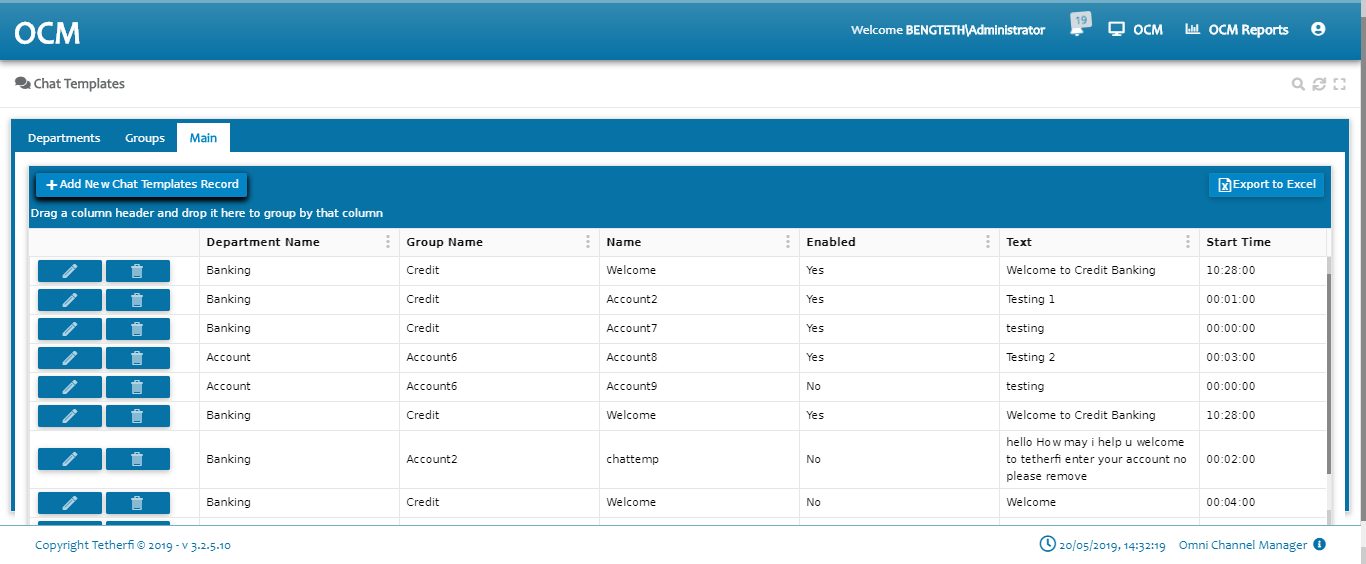 OCM
Welcome BENGTETH\Administrator
19
OCM
OCM Reports
Chat Templates
Departments
Groups
Main
Add New Chat Templates Record
Export to Excel
Drag a column header and drop it here to group by that column
Department Name Group Name Name Enabled Text Start Time
Banking Credit Welcome Yes Welcome to Credit Banking 10:28:00
Banking Credit Account2 Yes Testing 1 00:01:00
Banking Credit Account7 Yes testing 00:00:00
Account Account6 Account8 Yes Testing 2 00:03:00
Account Account6 Account9 No testing 00:00:00
Banking Credit Welcome Yes Welcome to Credit Banking 10:28:00
hello How may i help u welcome
Banking Account2 chattemp No to tetherfi enter your account no 00:02:00
please remove
Banking Credit Welcome No Welcome 00:04:00
Copyright Tetherfi © 2019 - v 3.2.5.10
20/05/2019, 14:32:19
Omni Channel Manager